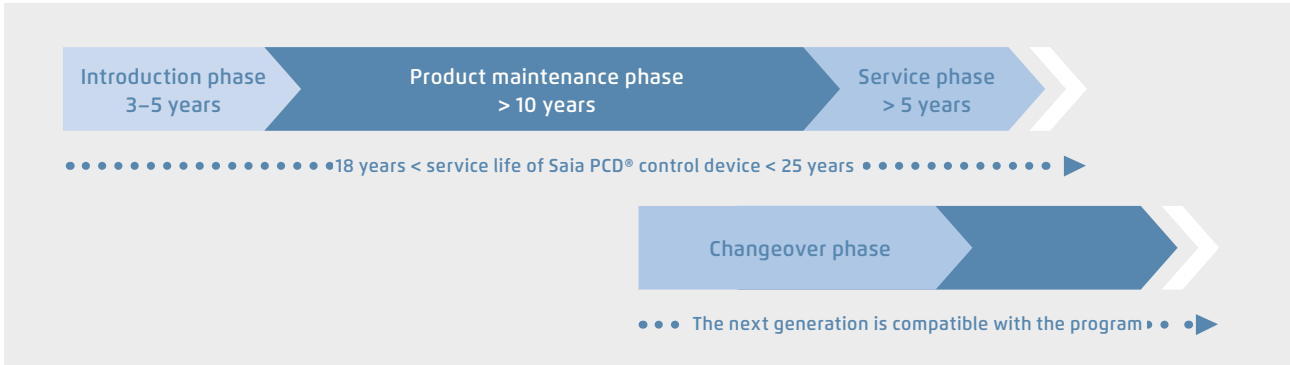 Introduction phase
3–5 years
Product maintenance phase
> 10 years
Service phase
> 5 years
18 years < service life of Saia PCD® control device < 25 years
Changeover phase
The next generation is compatible with the program